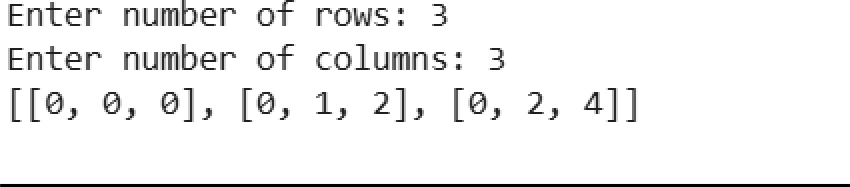 Enter number of rows: 3
Enter number of columns: 3
[[0, 0, 0], [0, 1, 2], [0, 2, 4]]